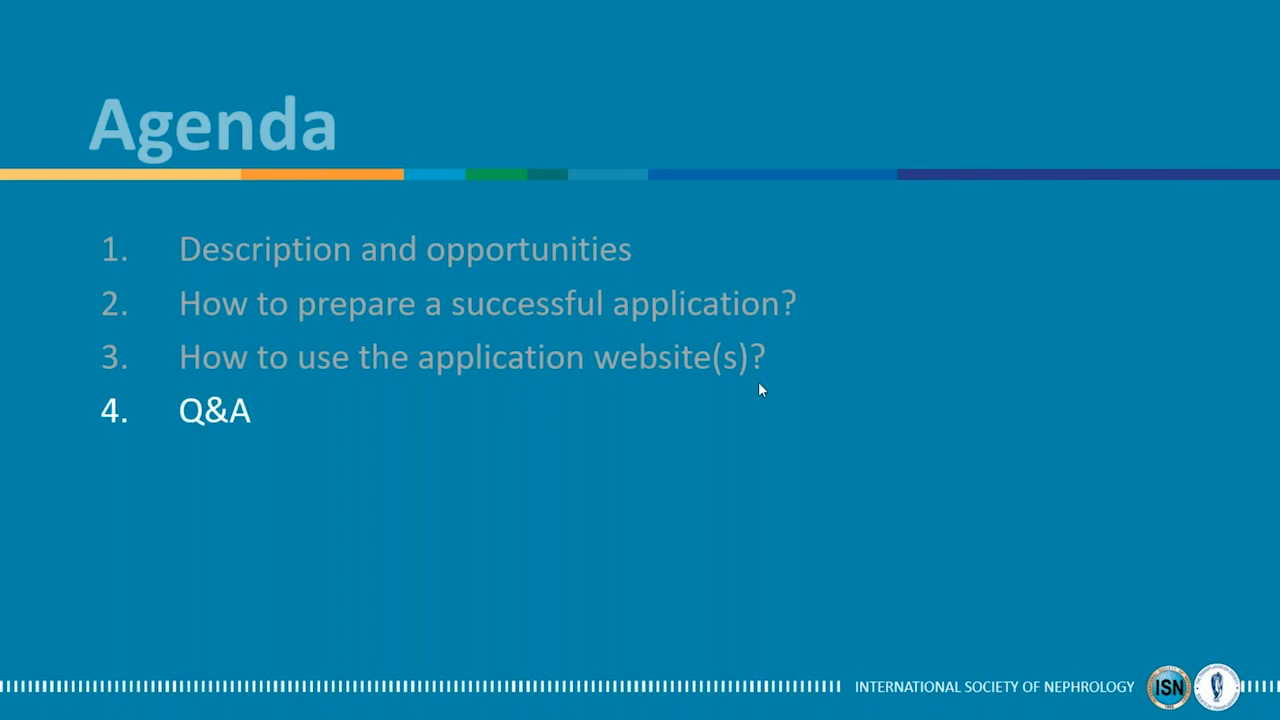 Agenda
1. Description and opportunities
2. How to prepare a successful application?
3. How to use the application website(s)?
4. Q&A
INTERNATIONAL SOCIETY OF NEPHROLOGY
ISN